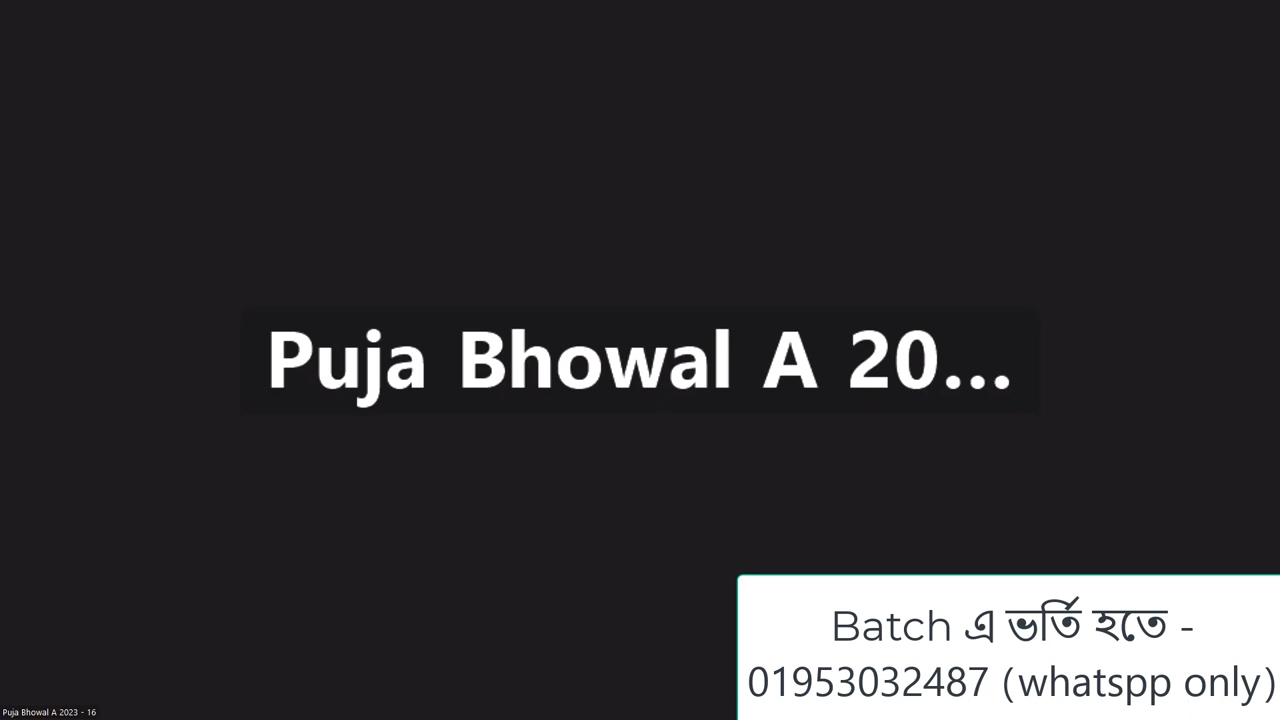 Puja Bhowal A 20...
Batch এ ভর্তি হতে -
01953032487 (whatspp only)
Puja Bhowal A 2023 - 16